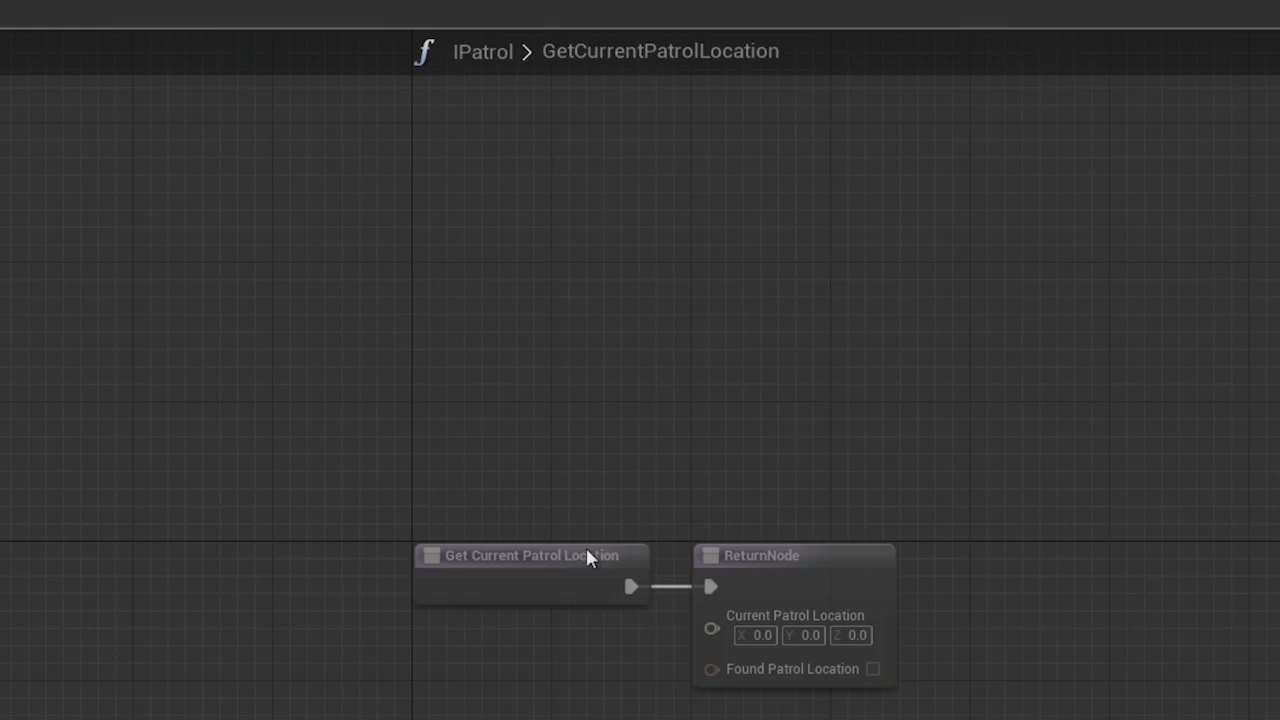 f IPatrol > GetCurrentPatrolLocation
Get Current Patrol Location
ReturnNode
Current Patrol Location
X 0.0 Y 0.0 Z 0.0
Found Patrol Location